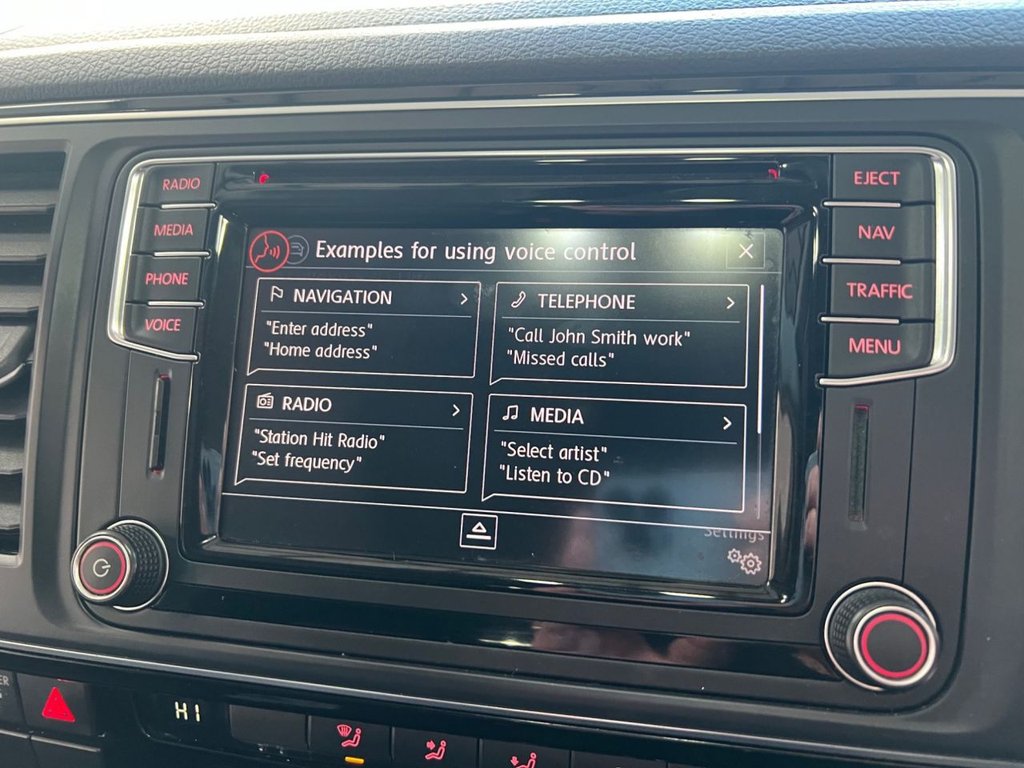 RADIO
MEDIA
PHONE
VOICE
EJECT
NAV
TRAFFIC
MENU
Examples for using voice control
NAVIGATION
"Enter address"
"Home address"
TELEPHONE
"Call John Smith work"
"Missed calls"
RADIO
"Station Hit Radio"
"Set frequency"
MEDIA
"Select artist"
"Listen to CD"
Settings
ER
HI